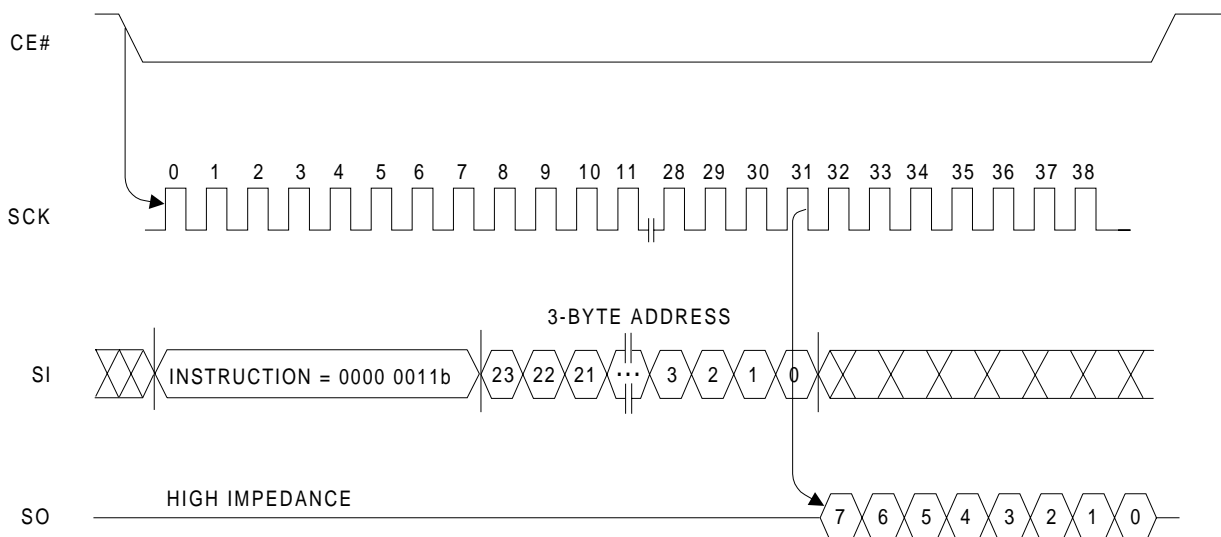 CE#
0 1 2 3 4 5 6 7 8 9 10 11 28 29 30 31 32 33 34 35 36 37 38
SCK
3-BYTE ADDRESS
SI INSTRUCTION = 0000 0011b 23 22 21 ... 3 2 1 0
HIGH IMPEDANCE
SO 7 6 5 4 3 2 1 0